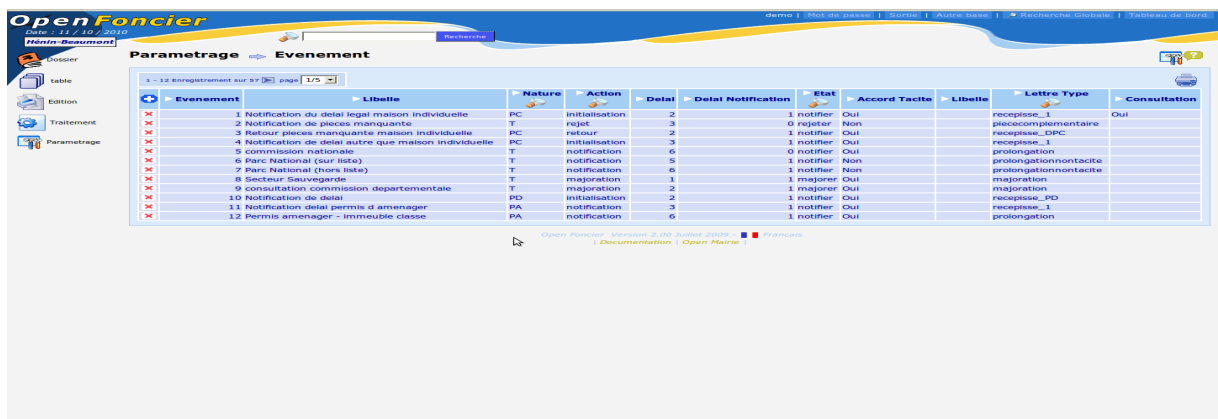 OpenFoncier
demo | Mot de passe | Sortie | Autre base | Recherche Globale | Tableau de bord
Date : 11 / 10 / 2010
Hénin-Beaumont
Recherche
Parametrage Evenement
Dossier
table
Edition
Traitement
Parametrage
1 - 12 Enregistrement sur 57 page 1/5
Evenement Libelle Nature Action Delai Delai Notification Etat Accord Tacite Libelle Lettre Type Consultation
1 Notification du delai legal maison individuelle PC initialisation 2 1 notifier Oui recepisse_1 Oui
2 Notification de pieces manquante T rejet 3 0 rejeter Non piececomplementaire
3 Retour pieces manquante maison individuelle PC retour 2 1 notifier Oui recepisse_DPC
4 Notification de delai autre que maison individuelle PC initialisation 3 1 notifier Oui recepisse_1
5 commission nationale T notification 6 0 notifier Oui prolongation
6 Parc National (sur liste) T notification 5 1 notifier Non prolongationnontacite
7 Parc National (hors liste) T notification 6 1 notifier Non prolongationnontacite
8 Secteur Sauvegarde T majoration 1 1 majorer Oui majoration
9 consultation commission departementale T majoration 2 1 majorer Oui majoration
10 Notification de delai PD initialisation 2 1 notifier Oui recepisse_PD
11 Notification delai permis d amenager PA notification 3 1 notifier Oui recepisse_1
12 Permis amenager - immeuble classe PA notification 6 1 notifier Oui prolongation
Open Foncier Version 2.00 Juillet 2009 - Francais
| Documentation | Open Mairie |